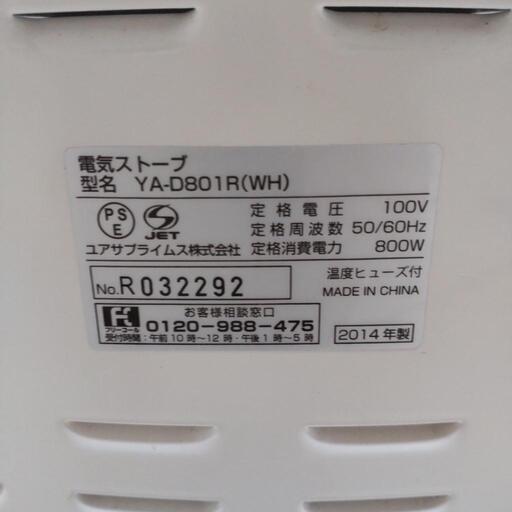 電気ストーブ
型名 YA-D801R(WH)
PS
E
JET
定格電圧 100V
定格周波数 50/60Hz
ユアサプライムス株式会社 定格消費電力 800W
No.R032292
温度ヒューズ付
MADE IN CHINA
お客様相談窓口
フリーコール 0120-988-475
受付時間:午前10時～12時・午後1時～5時
2014年製